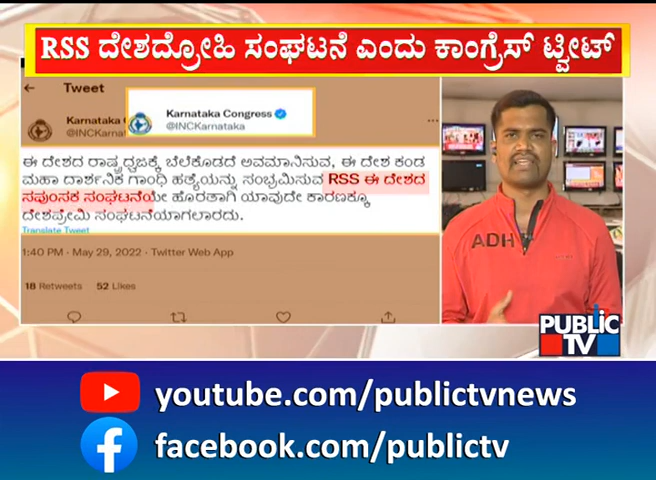 RSS ದೇಶದ್ರೋಹಿ ಸಂಘಟನೆ ಎಂದು ಕಾಂಗ್ರೆಸ್ ಟ್ವೀಟ್
Tweet
Karnataka
@INCKarnataka
Karnataka Congress
@INCKarnataka
ಈ ದೇಶದ ರಾಷ್ಟ್ರಧ್ವಜಕ್ಕೆ ಬೆಲೆಕೊಡದೆ ಅವಮಾನಿಸುವ, ಈ ದೇಶ ಕಂಡ
ಮಹಾ ದಾರ್ಶನಿಕ ಗಾಂಧಿ ಹತ್ಯೆಯನ್ನು ಸಂಭ್ರಮಿಸುವ RSS ಈ ದೇಶದ
ಸಪುಂಸಕ ಸಂಘಟನೆಯೇ ಹೊರತಾಗಿ ಯಾವುದೇ ಕಾರಣಕ್ಕೂ
ದೇಶಪ್ರೇಮಿ ಸಂಘಟನೆಯಾಗಲಾರದು.
Translate Tweet
1:40 PM · May 29, 2022 · Twitter Web App
18 Retweets 52 Likes
ADH
PUBLIC
TV
youtube.com/publictvnews
facebook.com/publictv